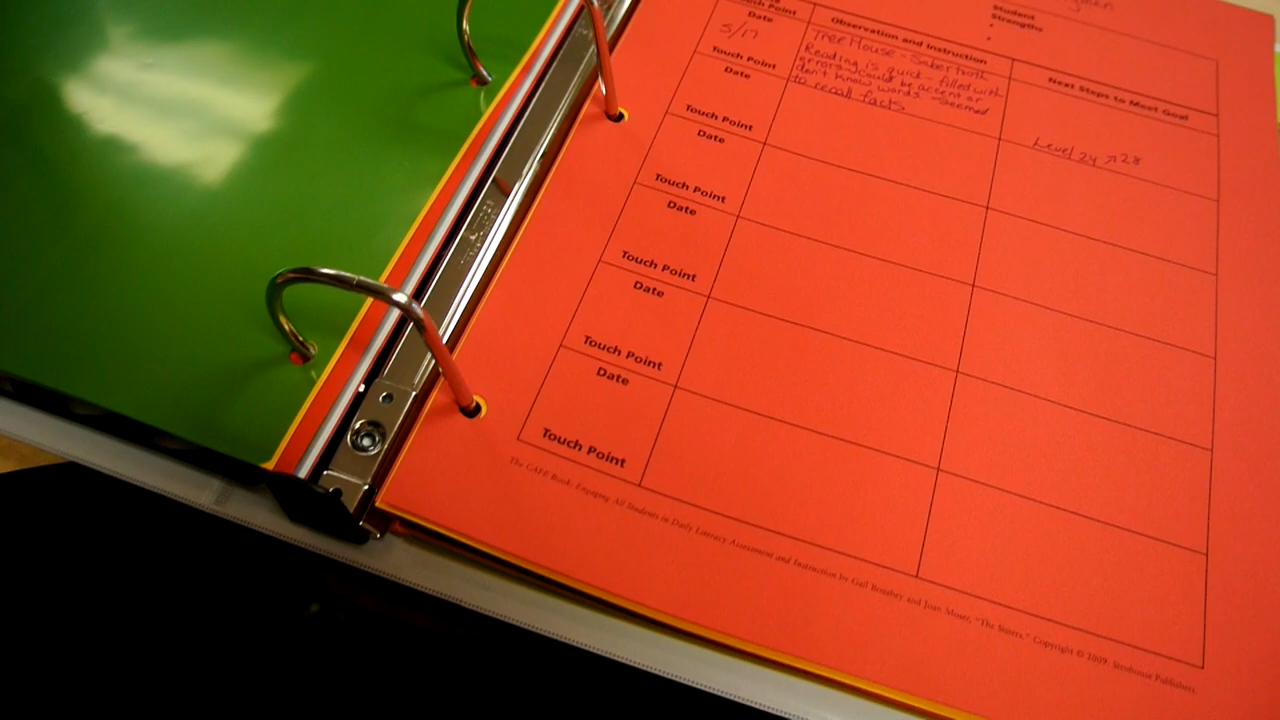 Student
Strengths
Touch Point
Date
5/17
Observation and Instruction
Next Steps to Meet Goal
Tree House - Sabertooth
Reading is quick - filled with
errors could be accent or
don't know words - seemed
to recall facts
Level 24 ↗ 28
Touch Point
Date
Touch Point
Date
Touch Point
Date
Touch Point
Date
Touch Point
Date
Touch Point
The CAFE Book: Engaging All Students in Daily Literacy Assessment and Instruction by Gail Boushey and Joan Moser, "The Sisters." Copyright © 2009. Stenhouse Publishers.